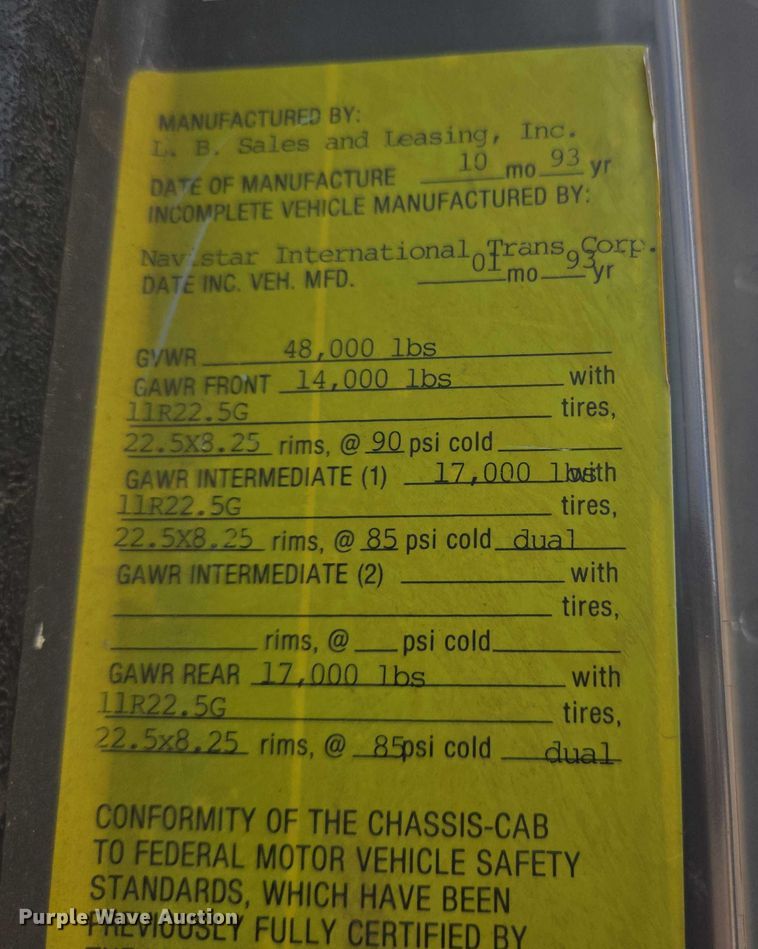 MANUFACTURED BY:
L. B. Sales and Leasing, Inc.
DATE OF MANUFACTURE 10 mo 93 yr
INCOMPLETE VEHICLE MANUFACTURED BY:
Navistar International Trans. Corp.
DATE INC. VEH. MFD. 01 mo 93 yr
GVWR 48,000 lbs
GAWR FRONT 14,000 lbs with
11R22.5G tires,
22.5X8.25 rims, @ 90 psi cold
GAWR INTERMEDIATE (1) 17,000 lbs with
11R22.5G tires,
22.5X8.25 rims, @ 85 psi cold dual
GAWR INTERMEDIATE (2) with
tires,
rims, @ psi cold
GAWR REAR 17,000 lbs with
11R22.5G tires,
22.5x8.25 rims, @ 85 psi cold dual
CONFORMITY OF THE CHASSIS-CAB
TO FEDERAL MOTOR VEHICLE SAFETY
STANDARDS, WHICH HAVE BEEN
PREVIOUSLY FULLY CERTIFIED BY
Purple Wave Auction